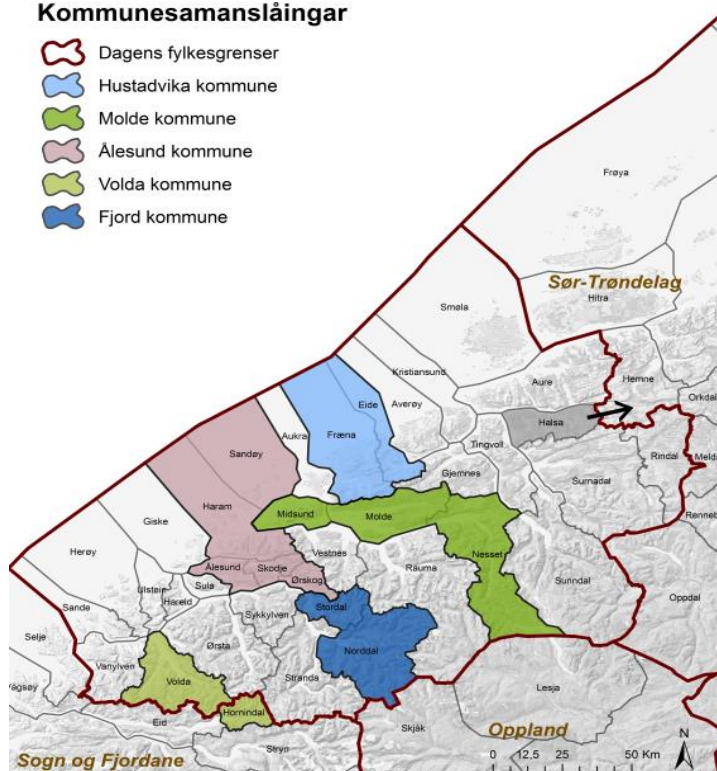 Kommunesamanslåingar
Dagens fylkesgrenser
Hustadvika kommune
Molde kommune
Ålesund kommune
Volda kommune
Fjord kommune
Frøya
Sør-Trøndelag
Hitra
Smøla
Kristiansund
Aure
Hemne
Orkdal
Eide
Averøy
Halsa
Fræna
Aukra
Tingvoll
Sandøy
Rindal
Meld
Gjemnes
Surnadal
Haram
Renneb
Giske
Midsund
Molde
Herøy
Vestnes
Nesset
Ålesund
Skodje
Rauma
Sunndal
Oppdal
Ulstein
Sula
Ørskog
Sande
Hareid
Stordal
Sykkylven
Selje
Ørsta
Norddal
Vanylven
Volda
Stranda
Lesja
ågsøy
Hornindal
Eid
Skjåk
Oppland
Stryn
N
Sogn og Fjordane
0 12,5 25 50 Km